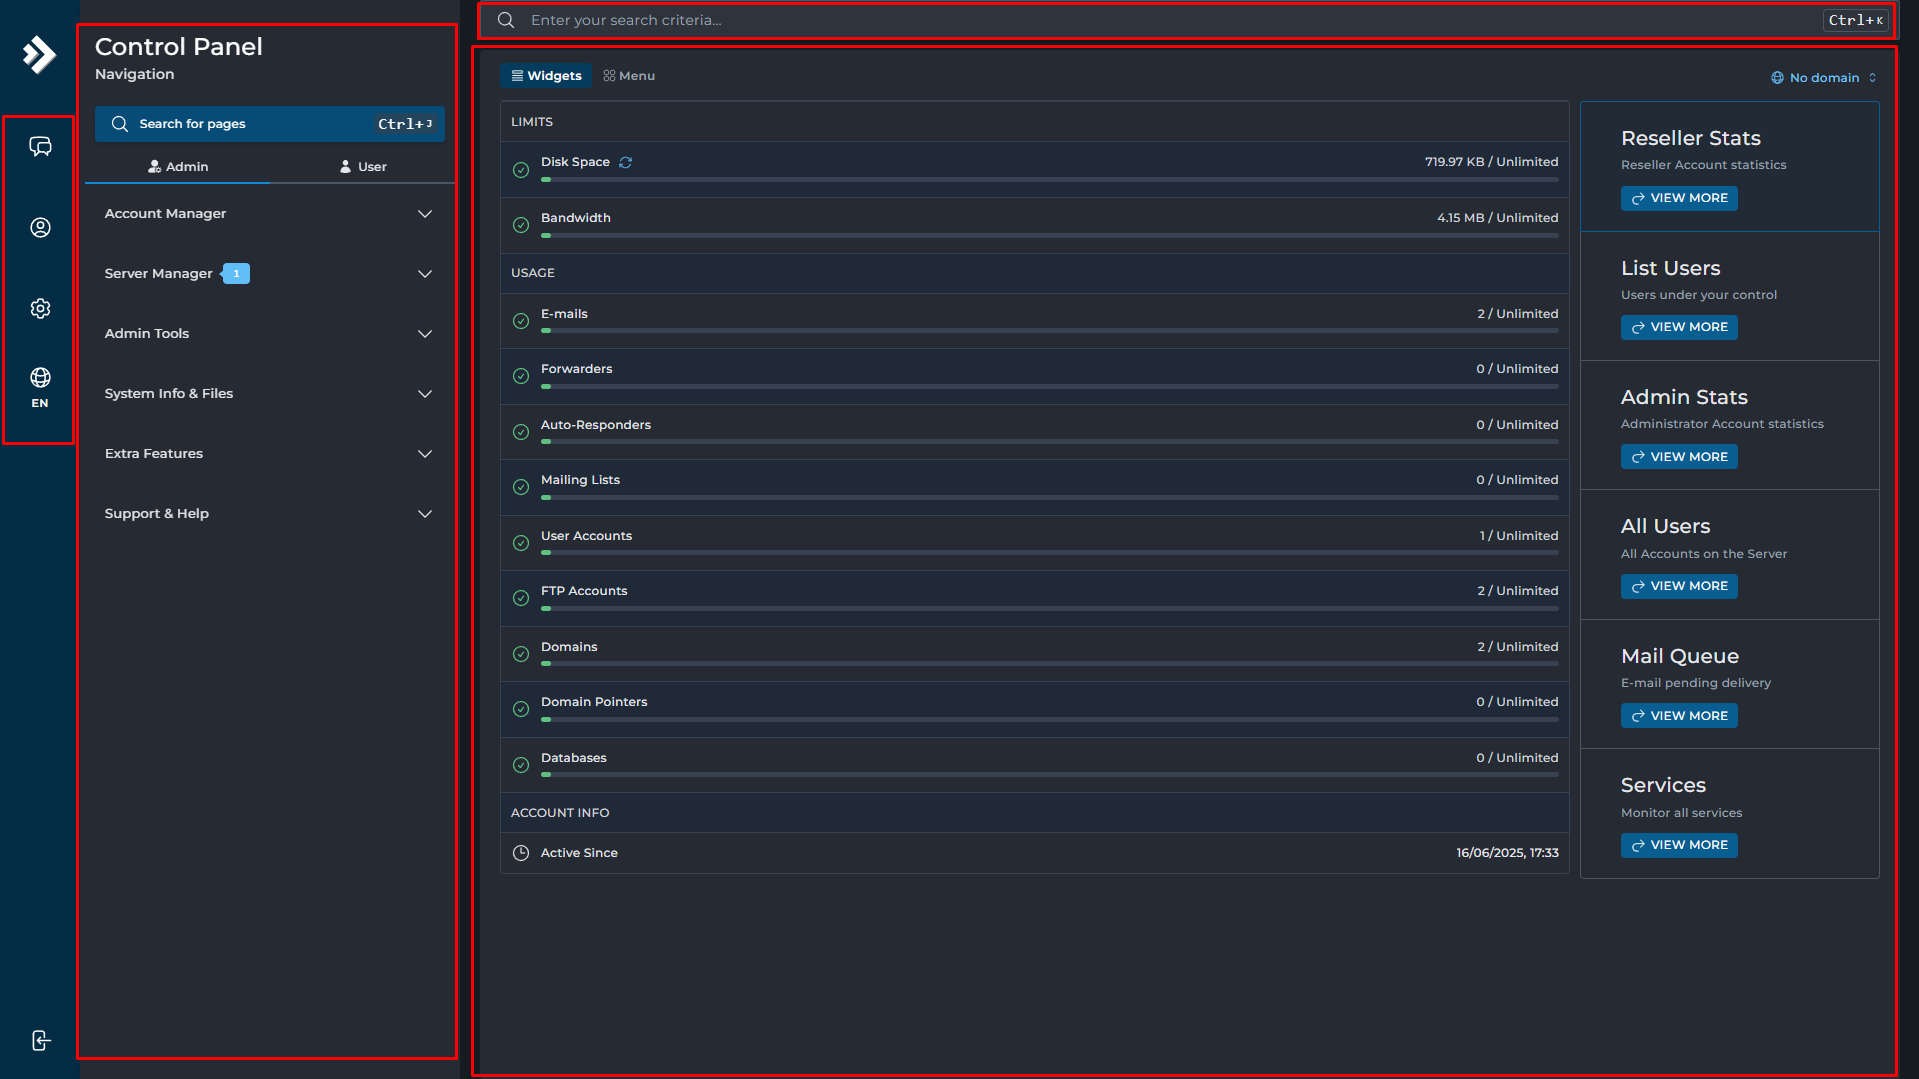 EN
Control Panel
Navigation
Search for pages Ctrl+J
Admin User
Account Manager
Server Manager 1
Admin Tools
System Info & Files
Extra Features
Support & Help
Enter your search criteria... Ctrl+K
Widgets Menu No domain
LIMITS
Disk Space 719.97 KB / Unlimited
Bandwidth 4.15 MB / Unlimited
USAGE
E-mails 2 / Unlimited
Forwarders 0 / Unlimited
Auto-Responders 0 / Unlimited
Mailing Lists 0 / Unlimited
User Accounts 1 / Unlimited
FTP Accounts 2 / Unlimited
Domains 2 / Unlimited
Domain Pointers 0 / Unlimited
Databases 0 / Unlimited
ACCOUNT INFO
Active Since 16/06/2025, 17:33
Reseller Stats
Reseller Account statistics
VIEW MORE
List Users
Users under your control
VIEW MORE
Admin Stats
Administrator Account statistics
VIEW MORE
All Users
All Accounts on the Server
VIEW MORE
Mail Queue
E-mail pending delivery
VIEW MORE
Services
Monitor all services
VIEW MORE